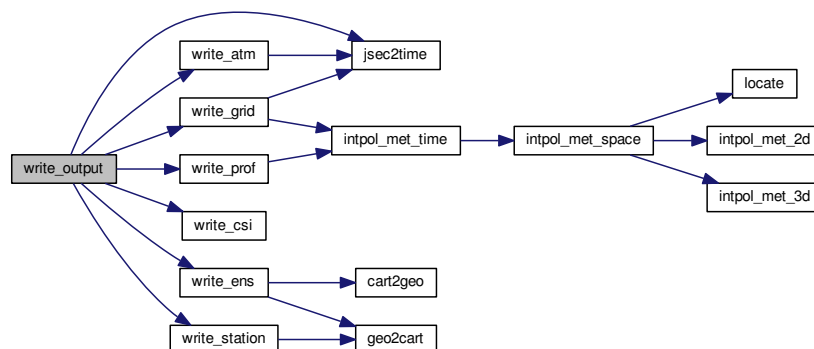 write_output
write_atm
write_grid
write_prof
write_csi
write_ens
write_station
jsec2time
intpol_met_time
cart2geo
geo2cart
intpol_met_space
locate
intpol_met_2d
intpol_met_3d